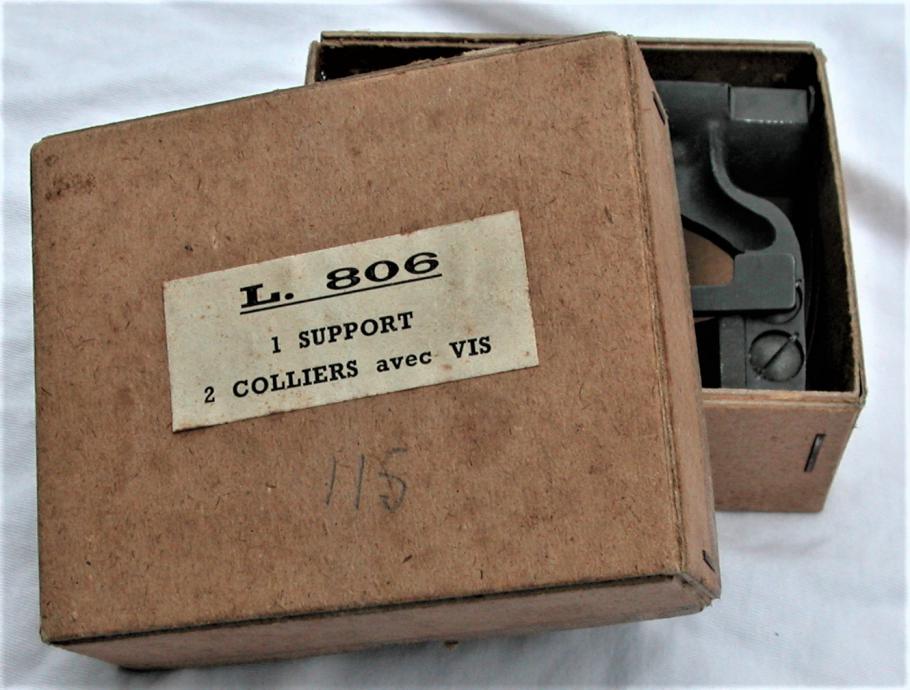 L. 806
1 SUPPORT
2 COLLIERS avec VIS
115